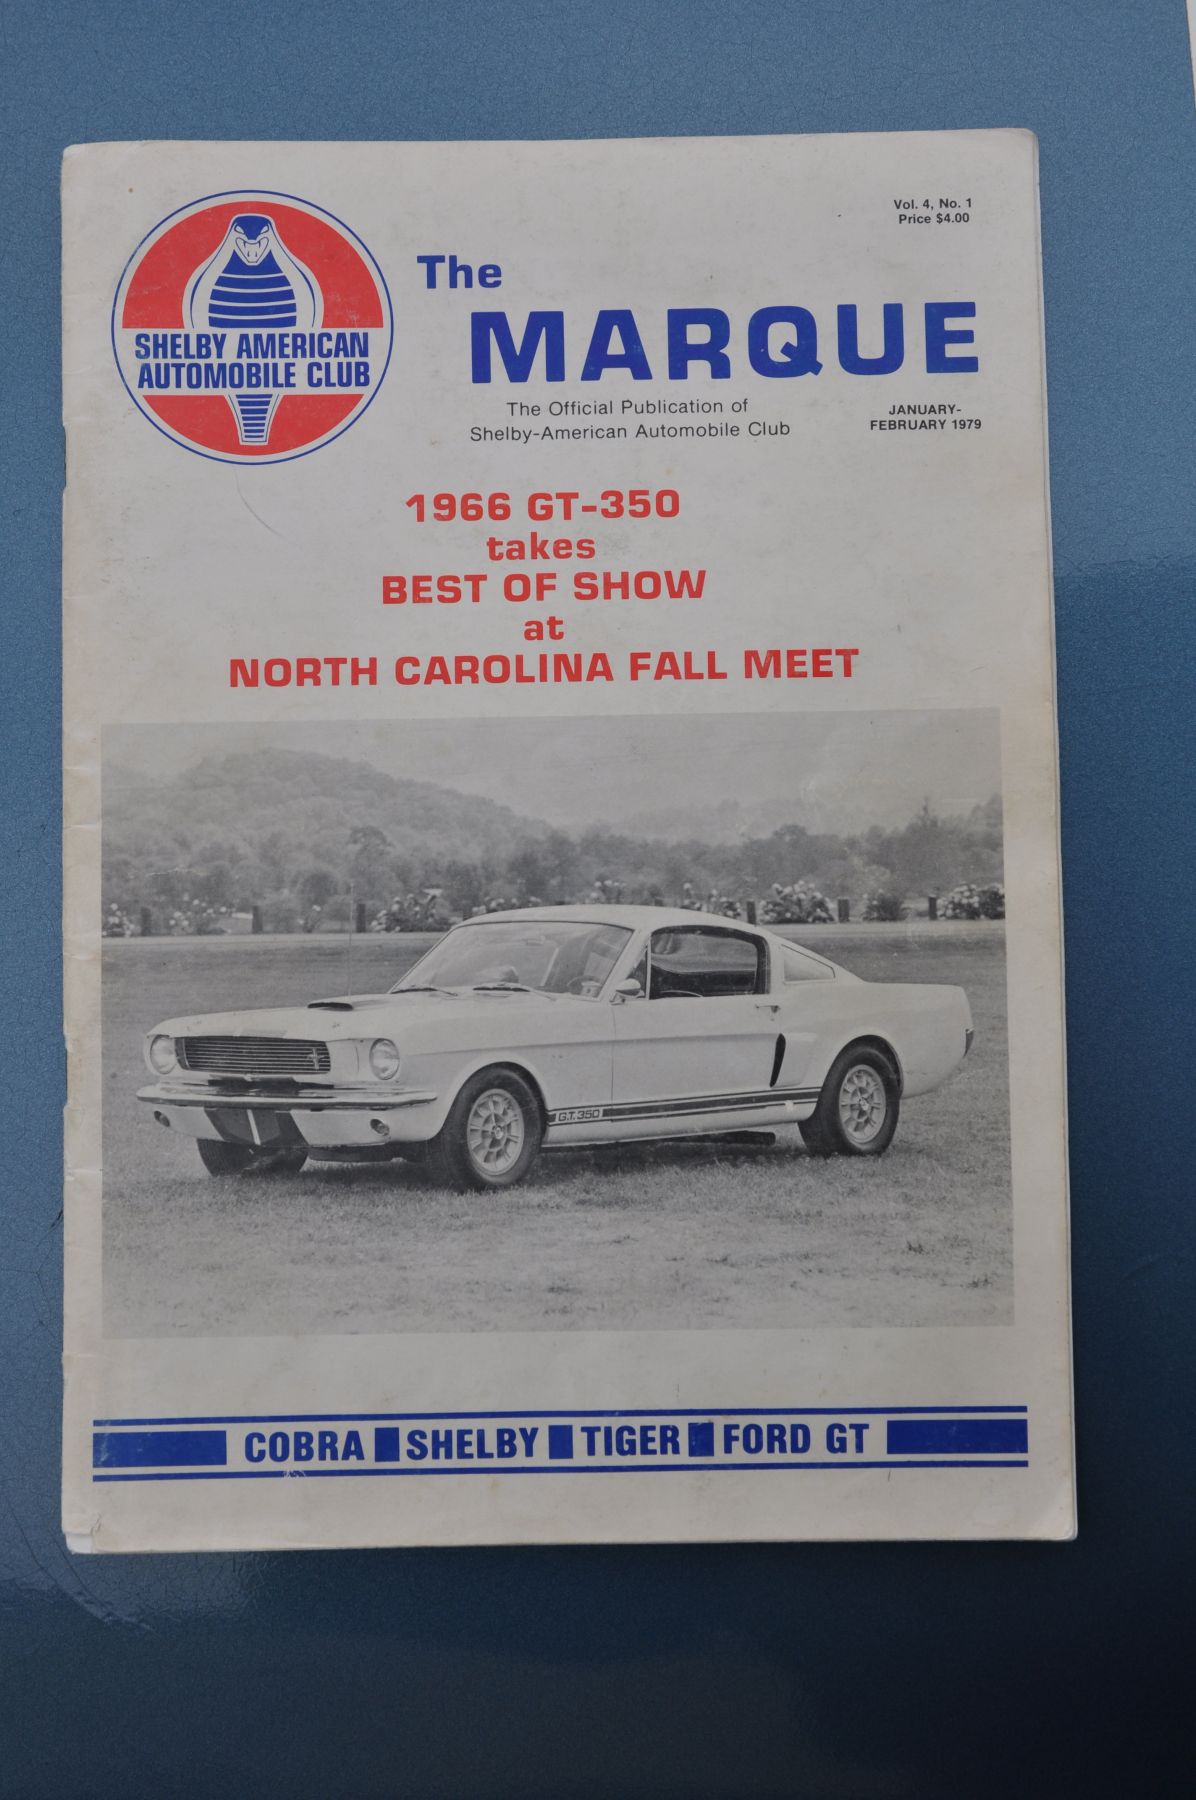 SHELBY AMERICAN
AUTOMOBILE CLUB
Vol. 4, No. 1
Price $4.00
The
MARQUE
The Official Publication of
Shelby-American Automobile Club
JANUARY-
FEBRUARY 1979
1966 GT-350
takes
BEST OF SHOW
at
NORTH CAROLINA FALL MEET
G.T. 350
COBRA SHELBY TIGER FORD GT